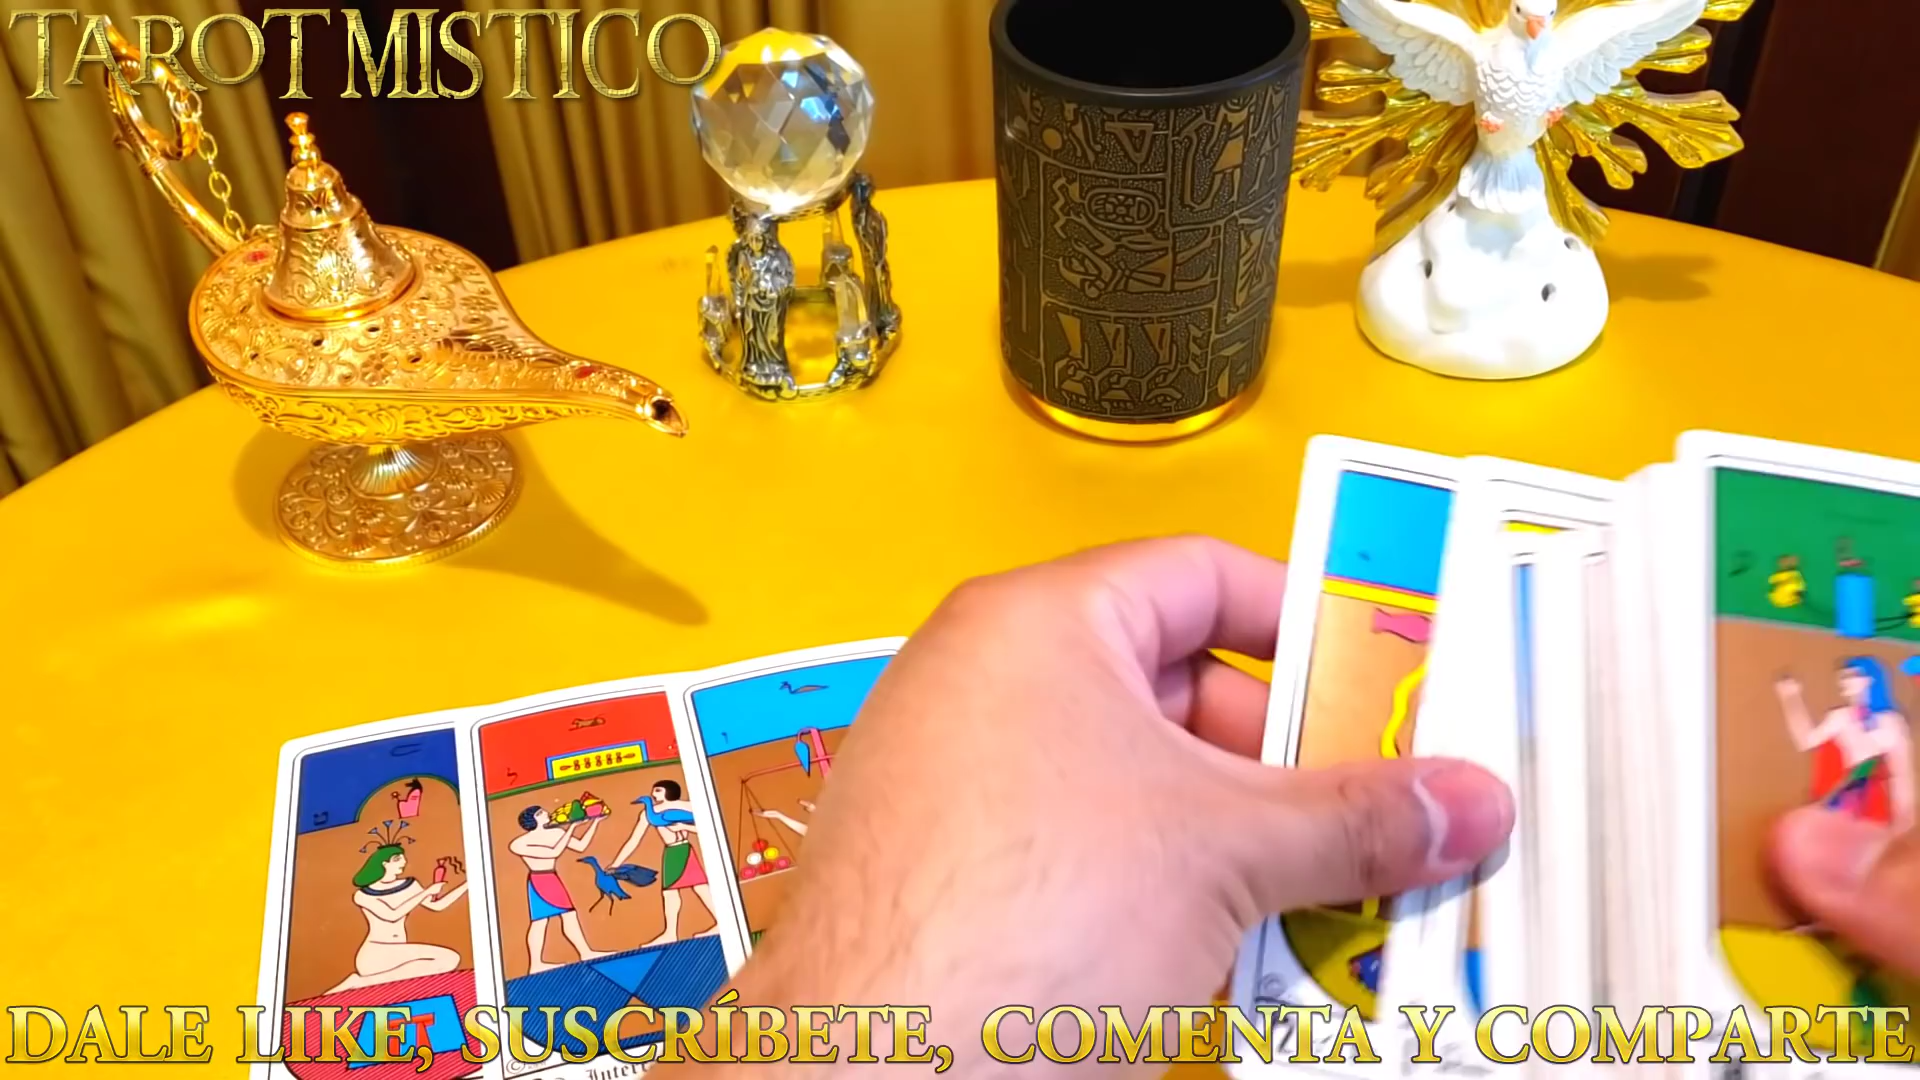 TAROT MISTICO
DALE LIKE, SUSCRÍBETE, COMENTA Y COMPARTE